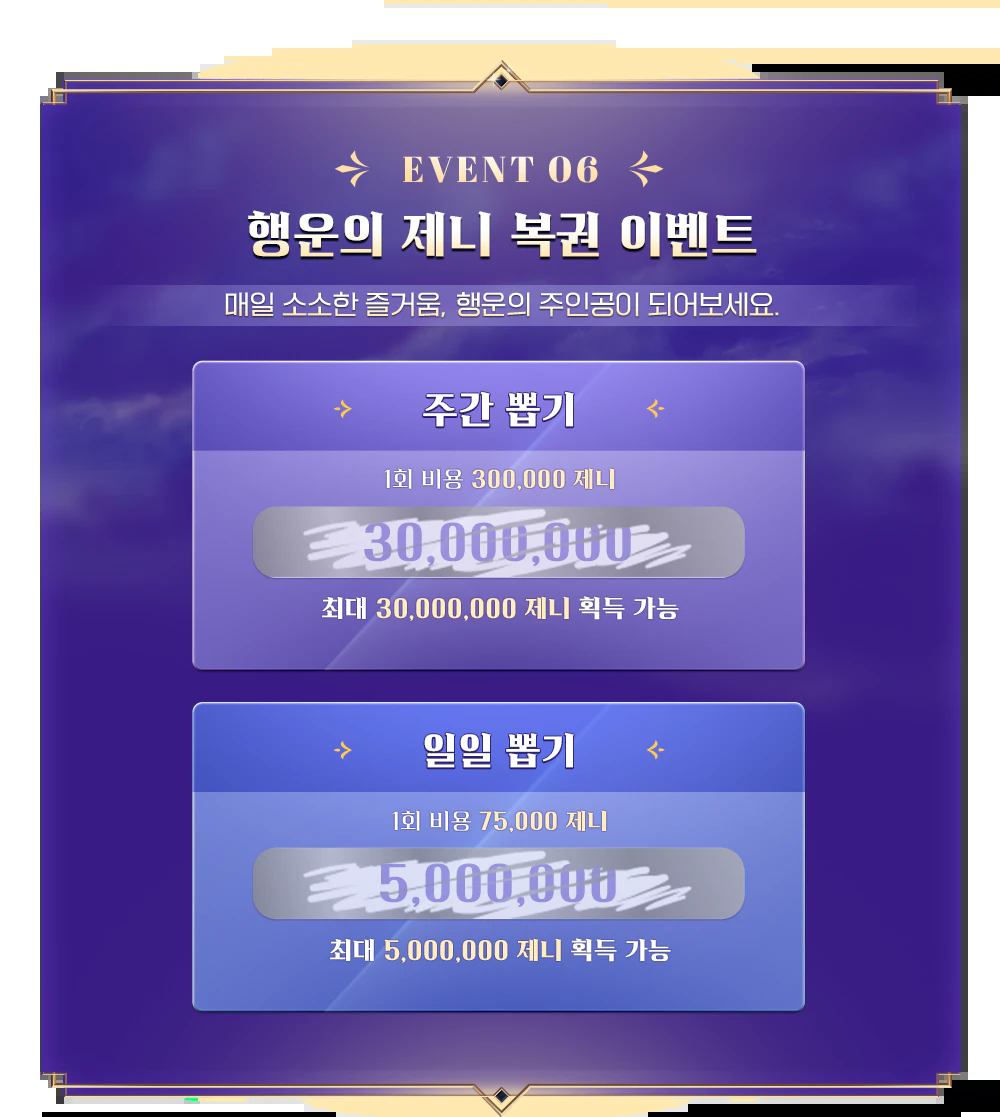 EVENT 06
행운의 제니 복권 이벤트
매일 소소한 즐거움, 행운의 주인공이 되어보세요.
주간 뽑기
1회 비용 300,000 제니
30,000,000
최대 30,000,000 제니 획득 가능
일일 뽑기
1회 비용 75,000 제니
5,000,000
최대 5,000,000 제니 획득 가능